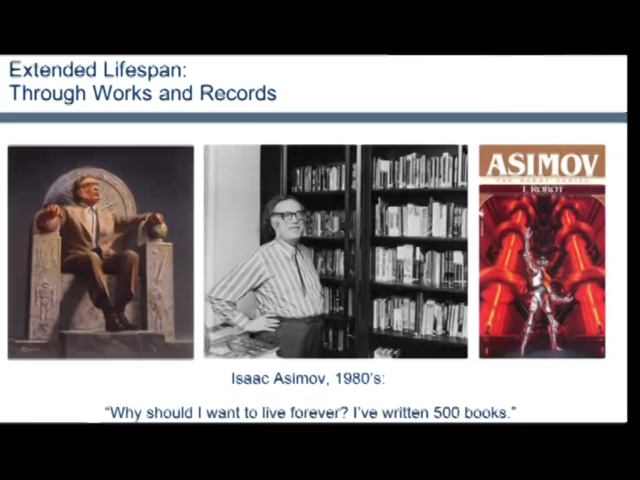 Extended Lifespan:
Through Works and Records
ASIMOV
I, ROBOT
Isaac Asimov, 1980's:
"Why should I want to live forever? I've written 500 books."